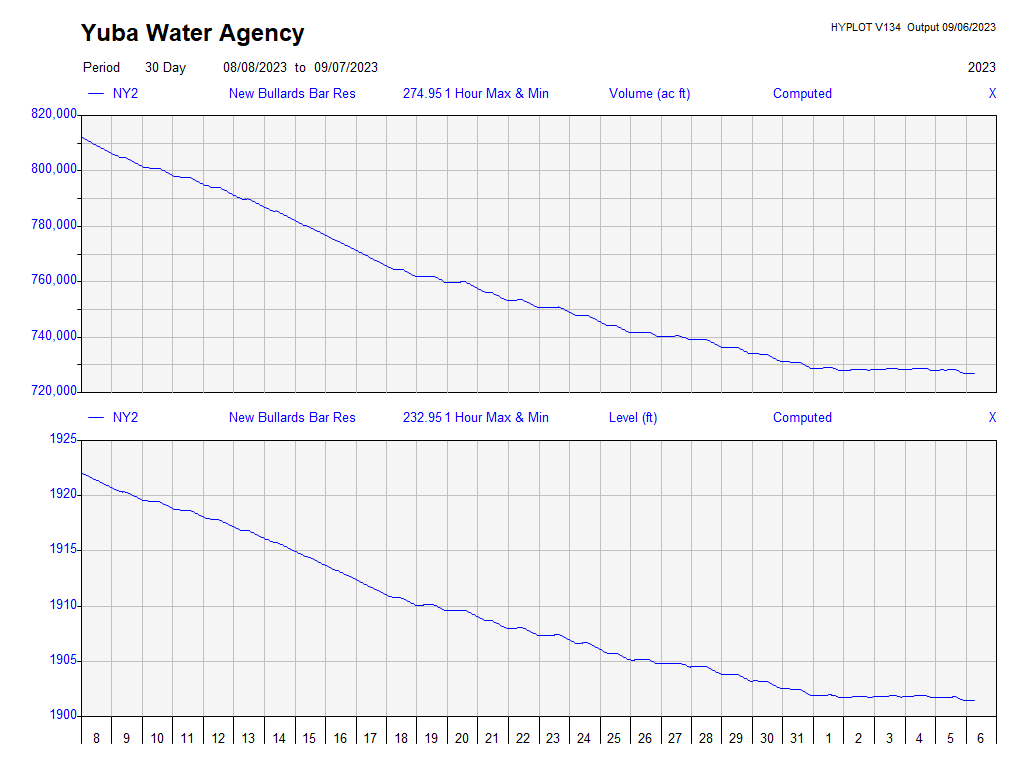 Yuba Water Agency
HYPLOT V134 Output 09/06/2023
Period 30 Day 08/08/2023 to 09/07/2023 2023
NY2 New Bullards Bar Res 274.95 1 Hour Max & Min Volume (ac ft) Computed X
820,000
800,000
780,000
760,000
740,000
720,000
NY2 New Bullards Bar Res 232.95 1 Hour Max & Min Level (ft) Computed X
1925
1920
1915
1910
1905
1900
8 9 10 11 12 13 14 15 16 17 18 19 20 21 22 23 24 25 26 27 28 29 30 31 1 2 3 4 5 6